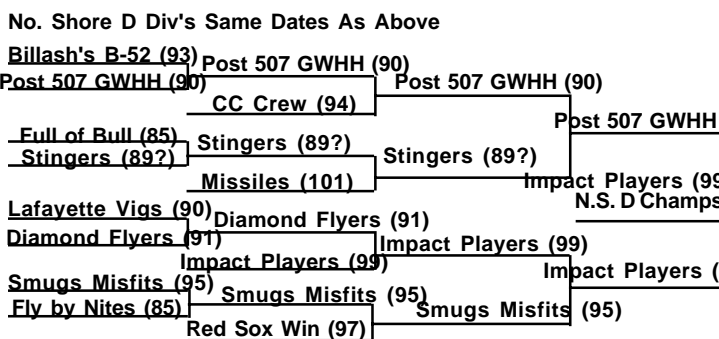 No. Shore D Div's Same Dates As Above
Billash's B-52 (93)
Post 507 GWHH (90)
Post 507 GWHH (90)
Post 507 GWHH (90)
CC Crew (94)
Post 507 GWHH
Full of Bull (85)
Stingers (89?)
Stingers (89?)
Stingers (89?)
Missiles (101)
Impact Players (99
N.S. D Champs
Lafayette Vigs (90)
Diamond Flyers (91)
Diamond Flyers (91)
Impact Players (99)
Impact Players (99)
Impact Players (
Smugs Misfits (95)
Smugs Misfits (95)
Fly by Nites (85)
Smugs Misfits (95)
Red Sox Win (97)